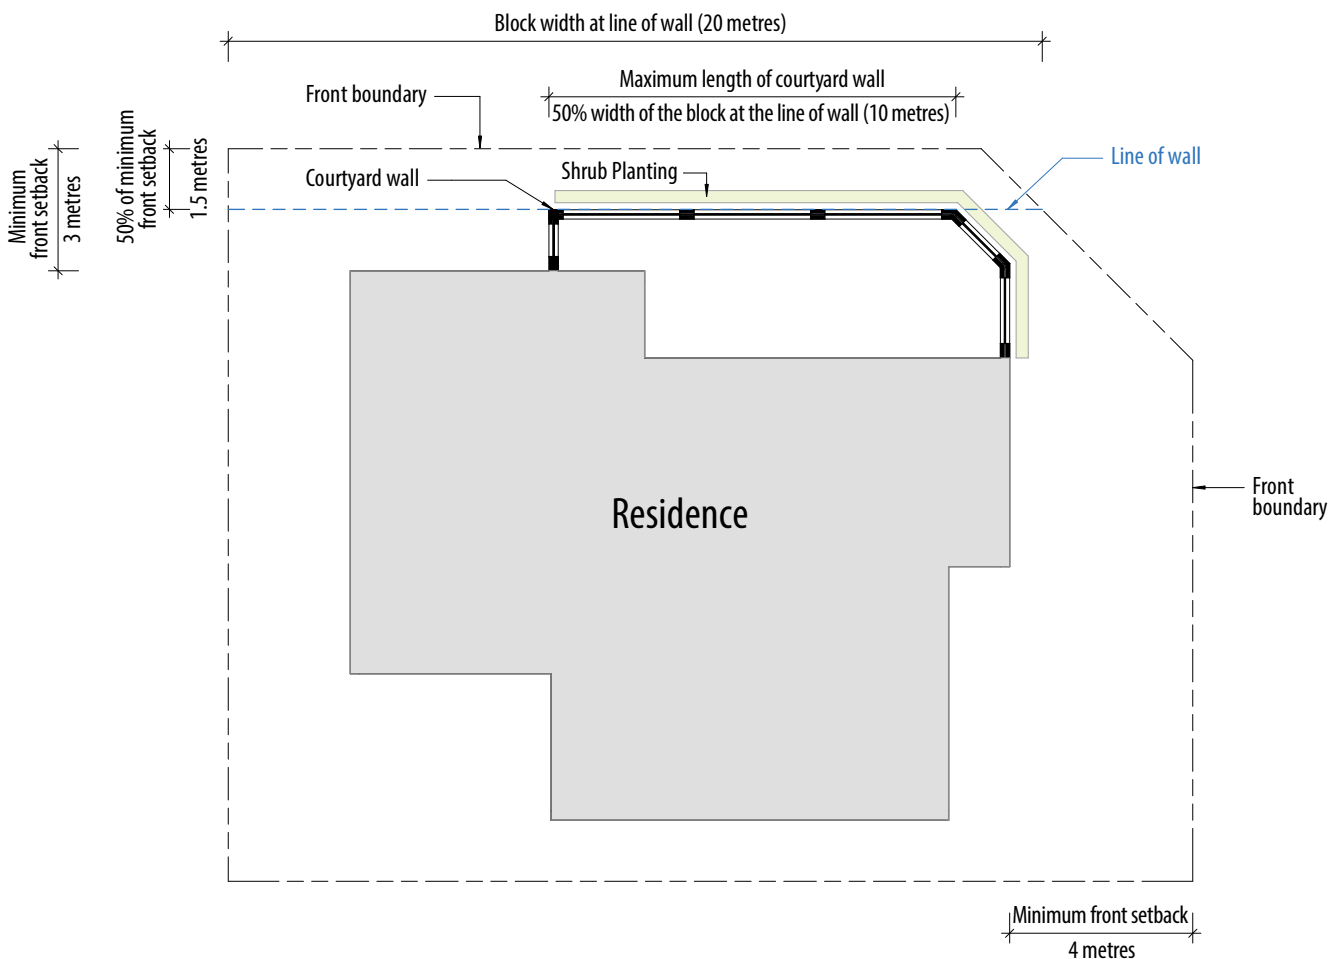 Block width at line of wall (20 metres)
Maximum length of courtyard wall
50% width of the block at the line of wall (10 metres)
Front boundary
Minimum
front setback
3 metres
50% of minimum
front setback
1.5 metres
Courtyard wall
Shrub Planting
Line of wall
Residence
Front
boundary
Minimum front setback
4 metres